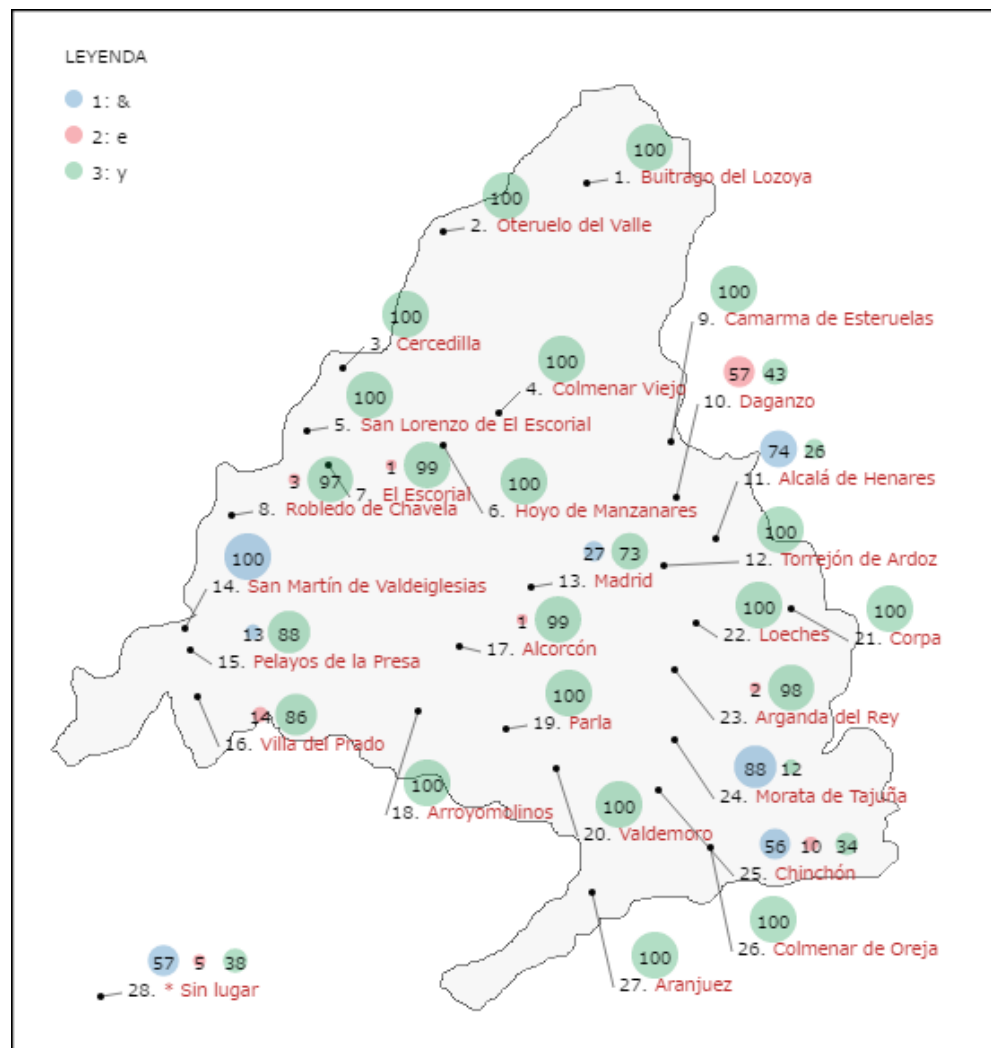 LEYENDA
1: &
2: e
3: y
100
1. Buitrago del Lozoya
100
2. Oteruelo del Valle
100
9. Camarma de Esteruelas
100
3. Cercedilla
100
4. Colmenar Viejo
57 43
10. Daganzo
100
5. San Lorenzo de El Escorial
74 26
11. Alcalá de Henares
1 99
7. El Escorial
3 97
8. Robledo de Chavela
100
6. Hoyo de Manzanares
100
12. Torrejón de Ardoz
27 73
13. Madrid
100
14. San Martín de Valdeiglesias
100
22. Loeches
100
21. Corpa
1 99
17. Alcorcón
13 88
15. Pelayos de la Presa
2 98
23. Arganda del Rey
100
19. Parla
14 86
16. Villa del Prado
88 12
24. Morata de Tajuña
100
18. Arroyomolinos
100
20. Valdemoro
56 10 34
25. Chinchón
100
26. Colmenar de Oreja
100
27. Aranjuez
57 5 38
28. * Sin lugar